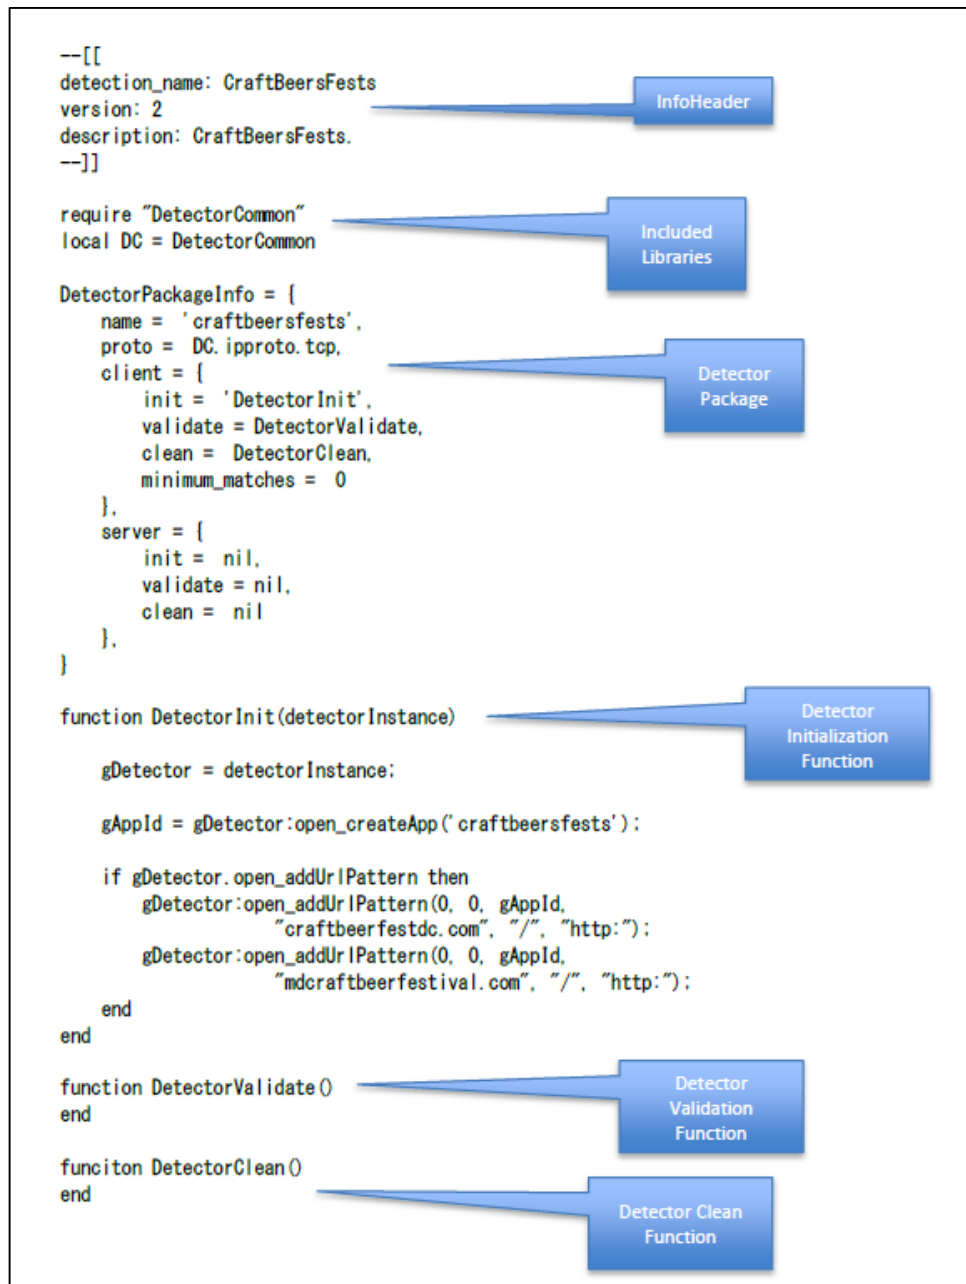 --[[
detection_name: CraftBeersFests
version: 2
description: CraftBeersFests.
--]]
InfoHeader
require "DetectorCommon"
local DC = DetectorCommon
Included
Libraries
DetectorPackageInfo = {
name = 'craftbeersfests',
proto = DC.ipproto.tcp,
client = {
init = 'DetectorInit',
validate = DetectorValidate,
clean = DetectorClean,
minimum_matches = 0
},
server = {
init = nil,
validate = nil,
clean = nil
},
}
Detector
Package
function DetectorInit(detectorInstance)
gDetector = detectorInstance;
gAppId = gDetector:open_createApp('craftbeersfests');
if gDetector.open_addUrlPattern then
gDetector:open_addUrlPattern(0, 0, gAppId,
"craftbeerfestdc.com", "/", "http:");
gDetector:open_addUrlPattern(0, 0, gAppId,
"mdcraftbeerfestival.com", "/", "http:");
end
end
Detector
Initialization
Function
function DetectorValidate()
end
Detector
Validation
Function
funciton DetectorClean()
end
Detector Clean
Function